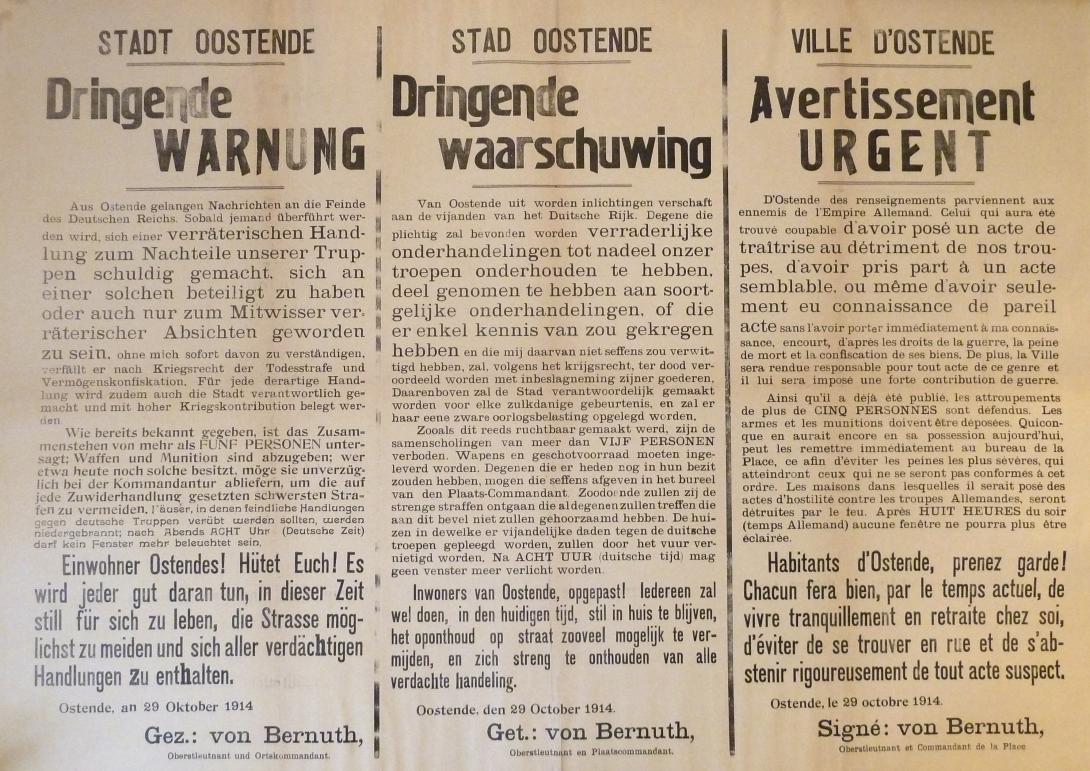 STADT OOSTENDE
Dringende
WARNUNG
Aus Ostende gelangen Nachrichten an die Feinde
des Deutschen Reichs. Sobald jemand überführt wer-
den wird, sich einer verräterischen Hand-
lung zum Nachteile unserer Trup-
pen schuldig gemacht, sich an
einer solchen beteiligt zu haben
oder auch nur zum Mitwisser ver-
räterischer Absichten geworden
zu sein, ohne mich sofort davon zu verständigen,
verfällt er nach Kriegsrecht der Todesstrafe und
Vermögenskonfiskation. Für jede derartige Hand-
lung wird zudem auch die Stadt verantwortlich ge-
macht und mit hoher Kriegskontribution belegt wer-
den
Wie bereits bekannt gegeben, ist das Zusam-
menstehen von mehr als FUNF PERSONEN unter-
sagt; Waffen und Munition sind abzugeben; wer
etwa heute noch solche besitzt, möge sie unverzüg-
lich bei der Kommandantur abliefern, um die auf
jede Zuwiderhandlung gesetzten schwersten Stra-
fen zu vermeiden. l'äuser, in denen feindliche Handlungen
gegen deutsche Truppen verübt werden sollten, werden
niedergebrannt; nach Abends ACHT Uhr (Deutsche Zeit)
darf kein Fenster mehr beleuchtet sein.
Einwohner Ostendes! Hütet Euch! Es
wird jeder gut daran tun, in dieser Zeit
still für sich zu leben, die Strasse mög-
lichst zu meiden und sich aller verdächtigen
Handlungen zu enthalten.
Ostende, an 29 Oktober 1914
Gez.: von Bernuth,
Oberstleutnant und Ortskommandant.
STAD OOSTENDE
Dringende
waarschuwing
Van Oostende uit worden inlichtingen verschaft
aan de vijanden van het Duitsche Rijk. Degene die
plichtig zal bevonden worden verraderlijke
onderhandelingen tot nadeel onzer
troepen onderhouden te hebben,
deel genomen te hebben aan soort-
gelijke onderhandelingen, of die
er enkel kennis van zou gekregen
hebben en die mij daarvan niet seffens zou verwit-
tigd hebben, zal, volgens het krijgsrecht, ter dood ver-
oordeeld worden met inbeslagneming zijner goederen.
Daarenboven zal de Stad verantwoordelijk gemaakt
worden voor elke zulkdanige gebeurtenis, en zal er
haar eene zware oorlogsbelasting opgelegd worden.
Zooals dit reeds ruchtbaar gemaakt werd, zijn de
samenscholingen van meer dan VIJF PERSONEN
verboden. Wapens en geschotvoorraad moeten inge-
leverd worden. Degenen die er heden nog in hun bezit
zouden hebben, mogen die seffens afgeven in het bureel
van den Plaats-Commandant. Zoodoende zullen zij de
strenge straffen ontgaan die al degenen zullen treffen die
aan dit bevel niet zullen gehoorzaamd hebben. De hui-
zen in dewelke er vijandelijke daden tegen de duitsche
troepen gepleegd worden, zullen door het vuur ver-
nietigd worden. Na ACHT UUR (duitsche tijd) mag
geen venster meer verlicht worden.
Inwoners van Oostende, opgepast! Iedereen zal
wel doen, in den huidigen tijd, stil in huis te blijven,
het oponthoud op straat zooveel mogelijk te ver-
mijden, en zich streng te onthouden van alle
verdachte handeling.
Oostende, den 29 October 1914.
Get.: von Bernuth,
Oberstleutnant en Plaatscommandant.
VILLE D'OSTENDE
Avertissement
URGENT
D'Ostende des renseignements parviennent aux
ennemis de l'Empire Allemand. Celui qui aura été
trouvé coupable d'avoir posé un acte de
traîtrise au détriment de nos trou-
pes, d'avoir pris part à un acte
semblable, ou même d'avoir seule-
ment eu connaissance de pareil
acte sans l'avoir porter immédiatement à ma connais-
sance, encourt, d'après les droits de la guerre, la peine
de mort et la confiscation de ses biens. De plus, la Ville
sera rendue responsable pour tout acte de ce genre et
il lui sera imposé une forte contribution de guerre.
Ainsi qu'il a déjà été publié, les attroupements
de plus de CINQ PERSONNES sont défendus. Les
armes et les munitions doivent être déposées. Quicon-
que en aurait encore en sa possession aujourd'hui,
peut les remettre immédiatement au bureau de la
Place, ce afin d'éviter les peines les plus sévères, qui
atteindront ceux qui ne se seront pas conformés à cet
ordre. Les maisons dans lesquelles il serait posé des
actes d'hostilité contre les troupes Allemandes, seront
détruites par le feu. Après HUIT HEURES du soir
(temps Allemand) aucune fenêtre ne pourra plus être
éclairée.
Habitants d'Ostende, prenez garde!
Chacun fera bien, par le temps actuel, de
vivre tranquillement en retraite chez soi,
d'éviter de se trouver en rue et de s'ab-
stenir rigoureusement de tout acte suspect.
Ostende, le 29 octobre 1914.
Signé: von Bernuth,
Oberstleutnant et Commandant de la Place